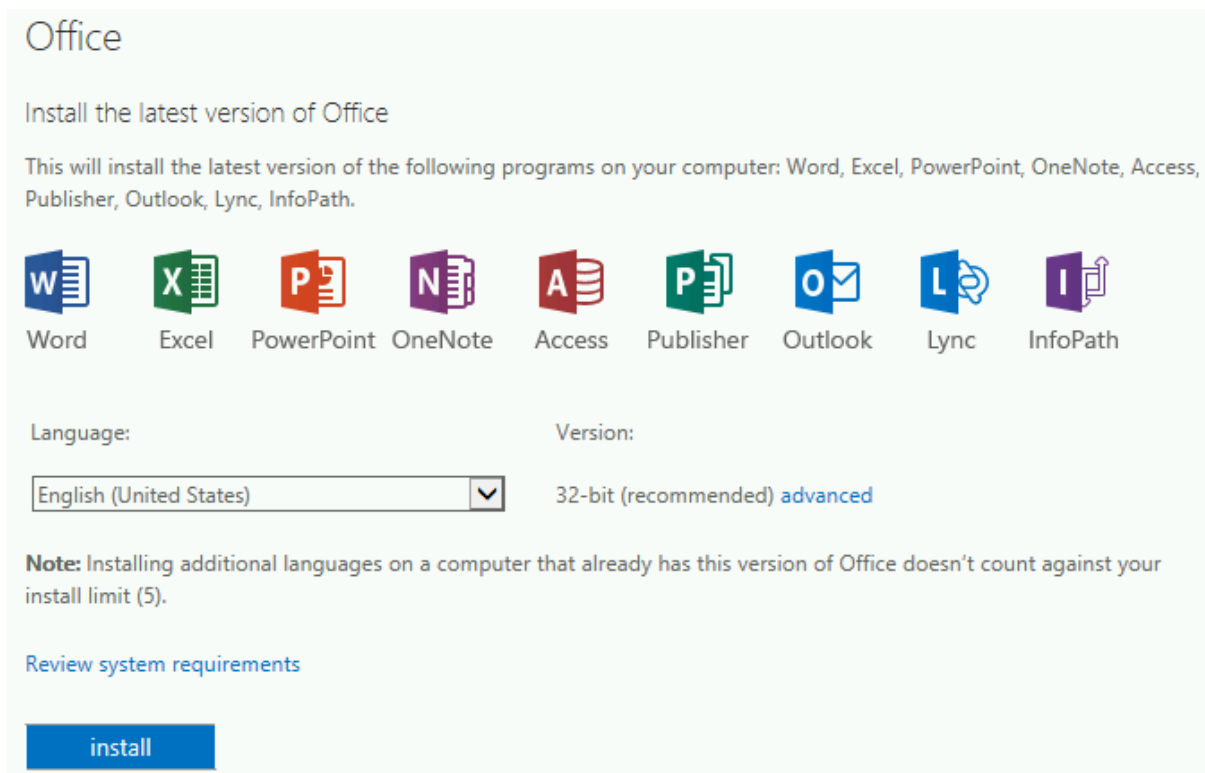 Office
Install the latest version of Office
This will install the latest version of the following programs on your computer: Word, Excel, PowerPoint, OneNote, Access,
Publisher, Outlook, Lync, InfoPath.
W X P N A P O L I
Word Excel PowerPoint OneNote Access Publisher Outlook Lync InfoPath
Language: Version:
English (United States) 32-bit (recommended) advanced
Note: Installing additional languages on a computer that already has this version of Office doesn't count against your
install limit (5).
Review system requirements
install